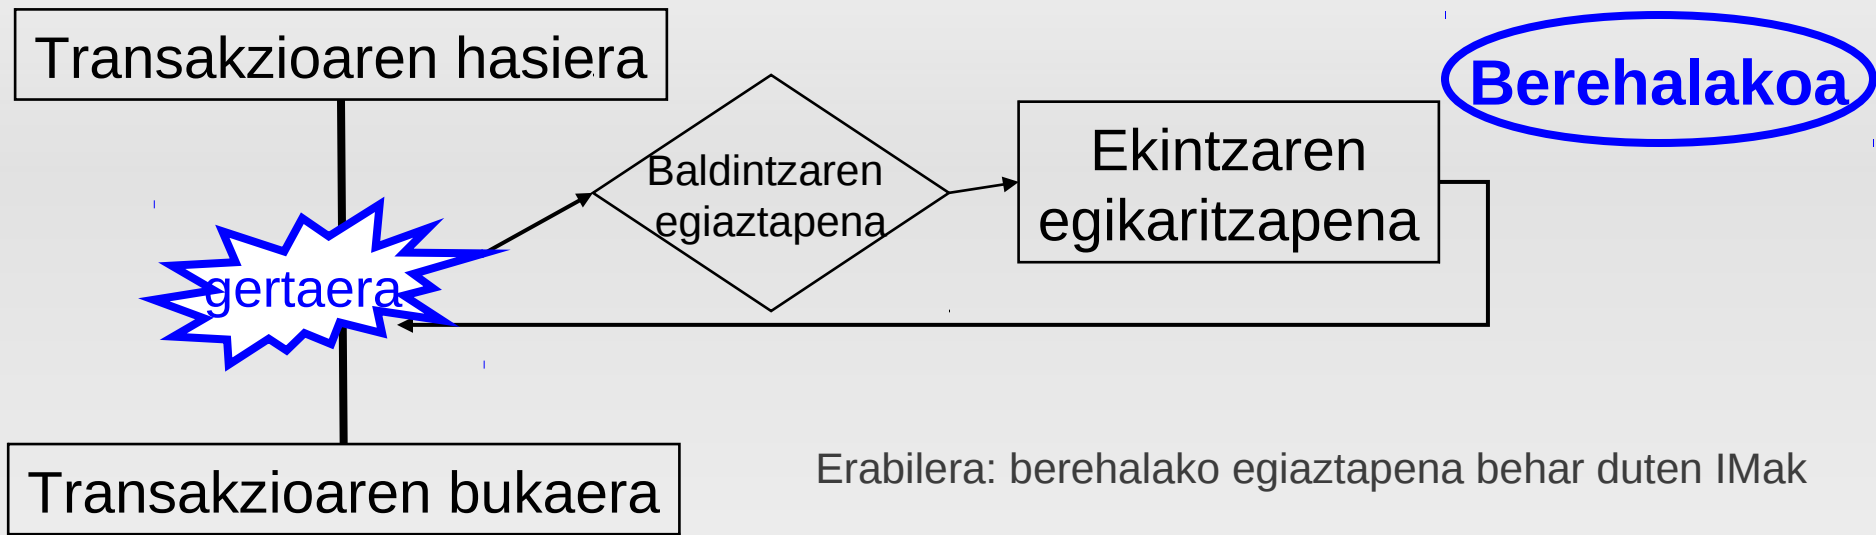 Transakzioaren hasiera
Berehalakoa
Baldintzaren
egiaztapena
Ekintzaren
egikaritzapena
gertaera
Transakzioaren bukaera
Erabilera: berehalako egiaztapena behar duten IMak